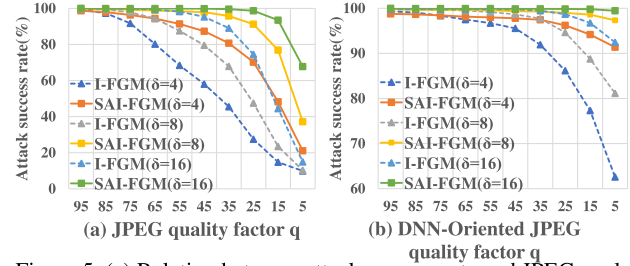 Attack success rate(%)
100
80
60
40
20
0
I-FGM(δ=4)
SAI-FGM(δ=4)
I-FGM(δ=8)
SAI-FGM(δ=8)
I-FGM(δ=16)
SAI-FGM(δ=16)
95 85 75 65 55 45 35 25 15 5
(a) JPEG quality factor q
Attack success rate(%)
100
90
80
70
60
I-FGM(δ=4)
SAI-FGM(δ=4)
I-FGM(δ=8)
SAI-FGM(δ=8)
I-FGM(δ=16)
SAI-FGM(δ=16)
95 85 75 65 55 45 35 25 15 5
(b) DNN-Oriented JPEG
quality factor q